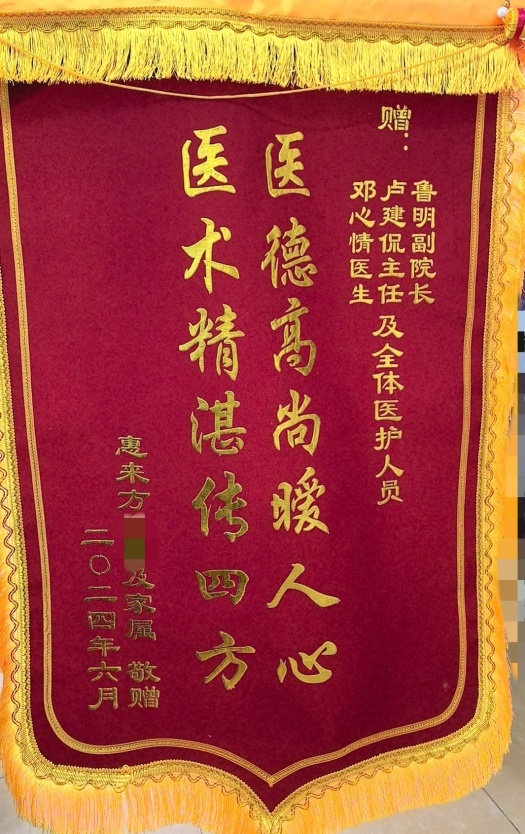 赠：
鲁明副院长
卢建侃主任
邓心情医生
及全体医护人员
医德高尚暖人心
医术精湛传四方
惠来方
及家属 敬赠
二〇二四年六月